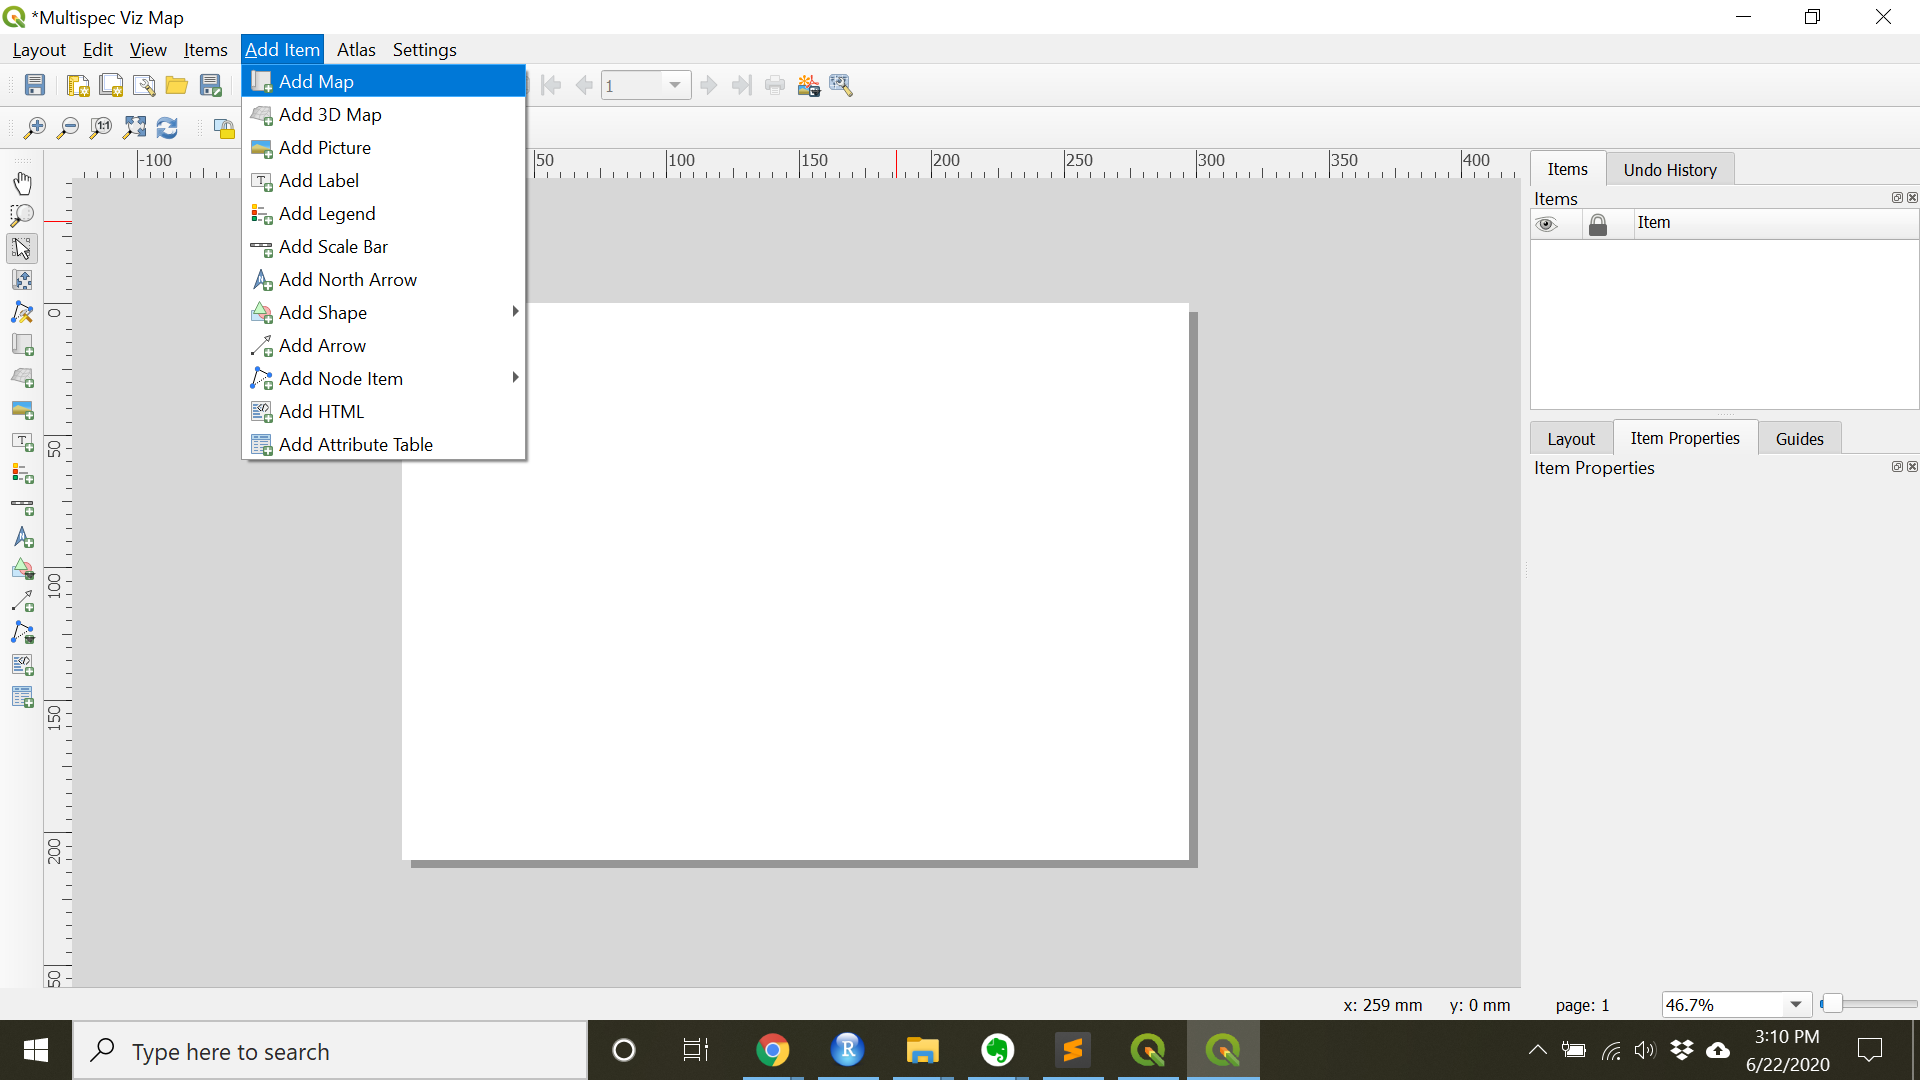 *Multispec Viz Map
Layout Edit View Items Add Item Atlas Settings
Add Map
1
Add 3D Map
1:1
Add Picture
-100 50 100 150 200 250 300 350 400
Add Label
Add Legend
Add Scale Bar
Add North Arrow
Add Shape
Add Arrow
Add Node Item
Add HTML
Add Attribute Table
0
50
100
150
200
50
Items Undo History
Items
Item
Layout Item Properties Guides
Item Properties
x: 259 mm y: 0 mm page: 1 46.7%
Type here to search
R
3:10 PM
6/22/2020